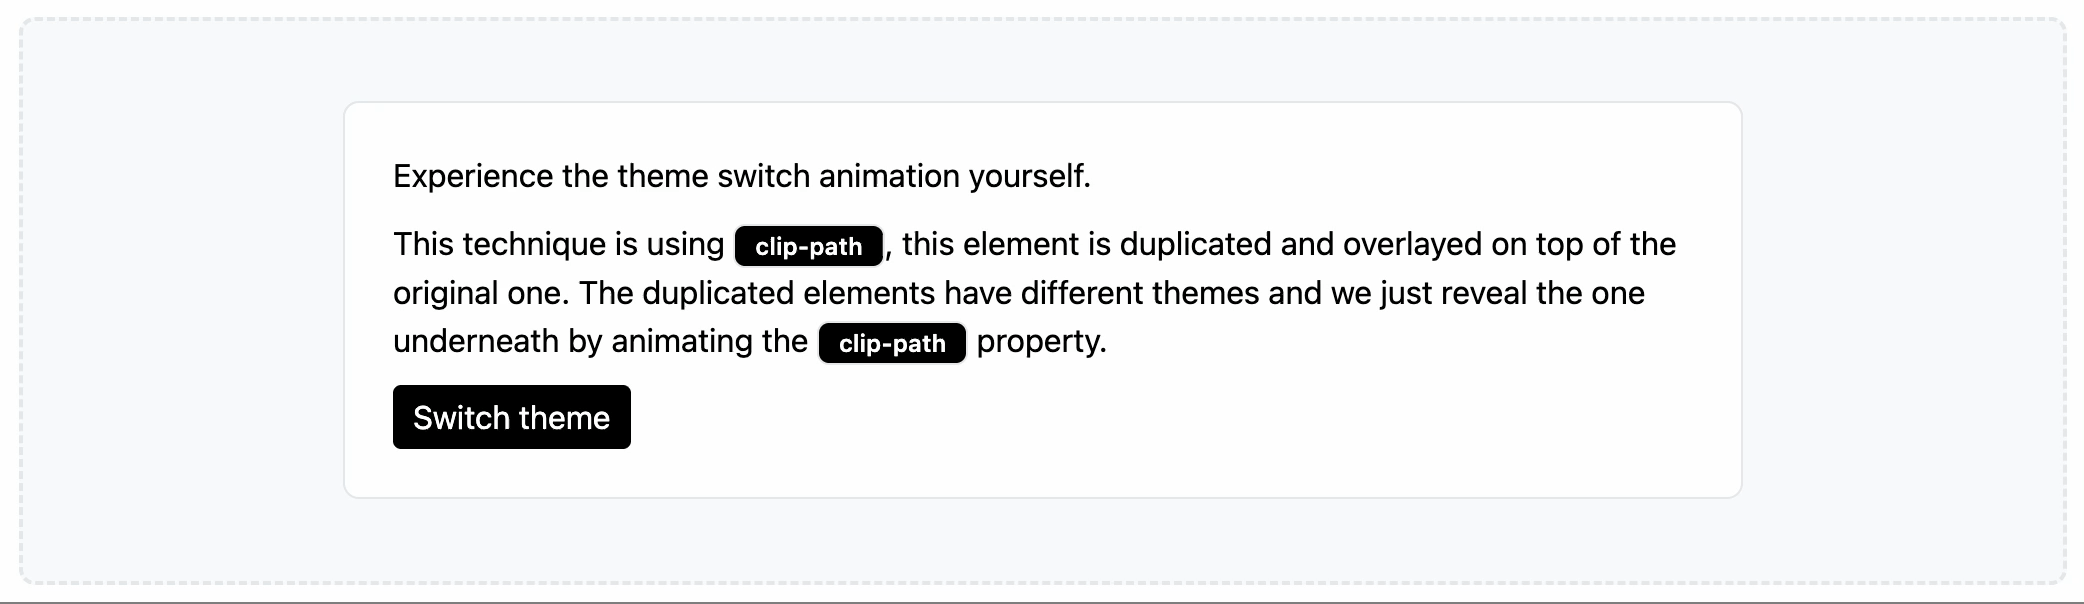 Experience the theme switch animation yourself.
This technique is using clip-path, this element is duplicated and overlayed on top of the
original one. The duplicated elements have different themes and we just reveal the one
underneath by animating the clip-path property.
Switch theme